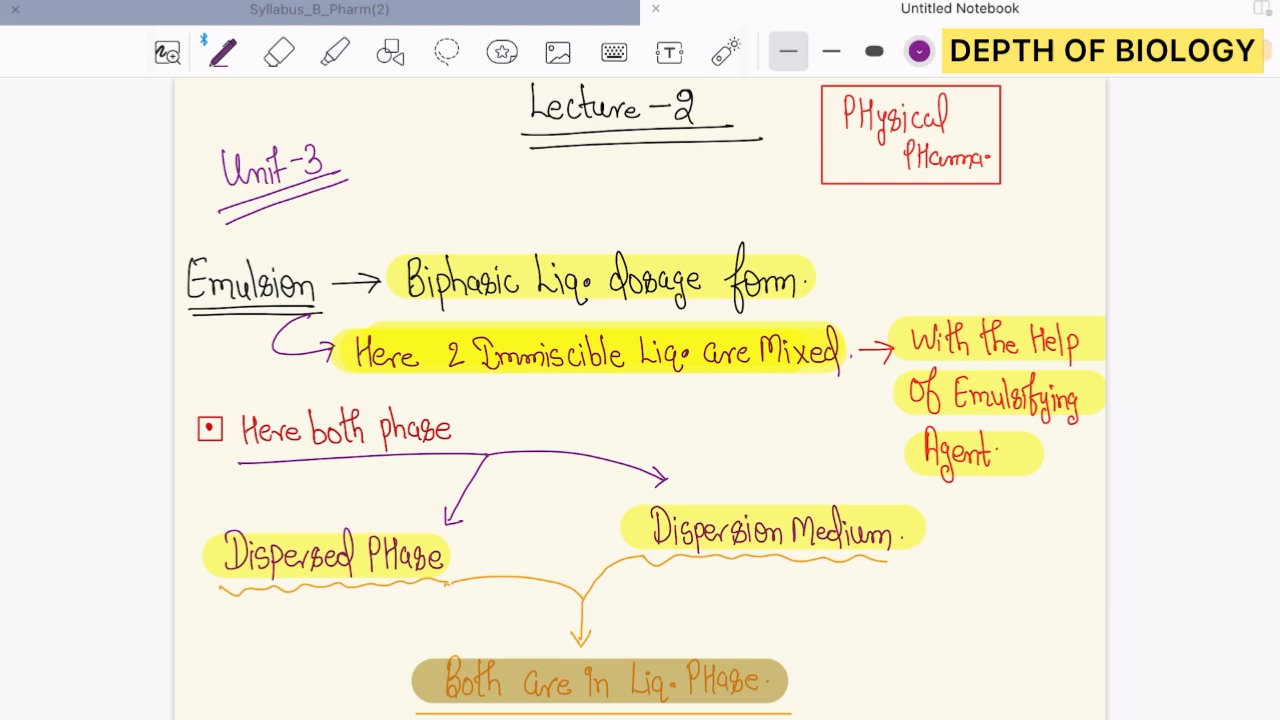 Syllabus_B_Pharm(2)
Untitled Notebook
DEPTH OF BIOLOGY
Lecture-2
PHysical
PHarma.
Unit-3
Emulsion → Biphasic Liq. dosage form.
Here 2 Immiscible Liq. are Mixed. → With the Help
Of Emulsifying
Agent.
Here both phase
Dispersed PHase
Dispersion Medium.
Both are in Liq. PHase.